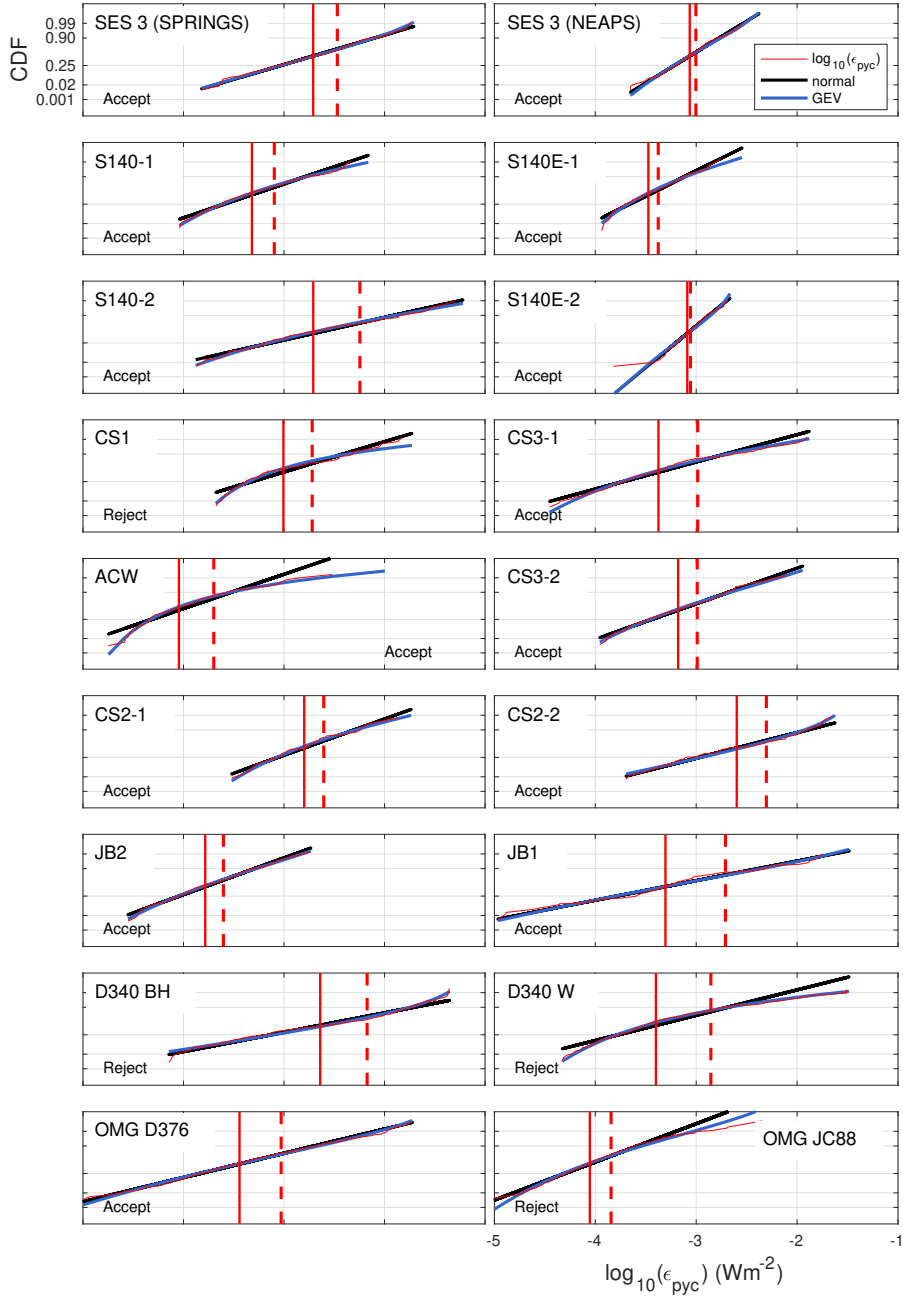 SES 3 (SPRINGS)
SES 3 (NEAPS)
CDF
0.99
0.90
0.25
0.02
0.001
Accept
Accept
log10(ϵpyc)
normal
GEV
S140-1
Accept
S140E-1
Accept
S140-2
Accept
S140E-2
Accept
CS1
Reject
CS3-1
Accept
ACW
Accept
CS3-2
Accept
CS2-1
Accept
CS2-2
Accept
JB2
Accept
JB1
Accept
D340 BH
Reject
D340 W
Reject
OMG D376
Accept
OMG JC88
Reject
-5 -4 -3 -2 -1
log10(ϵpyc) (Wm-2)